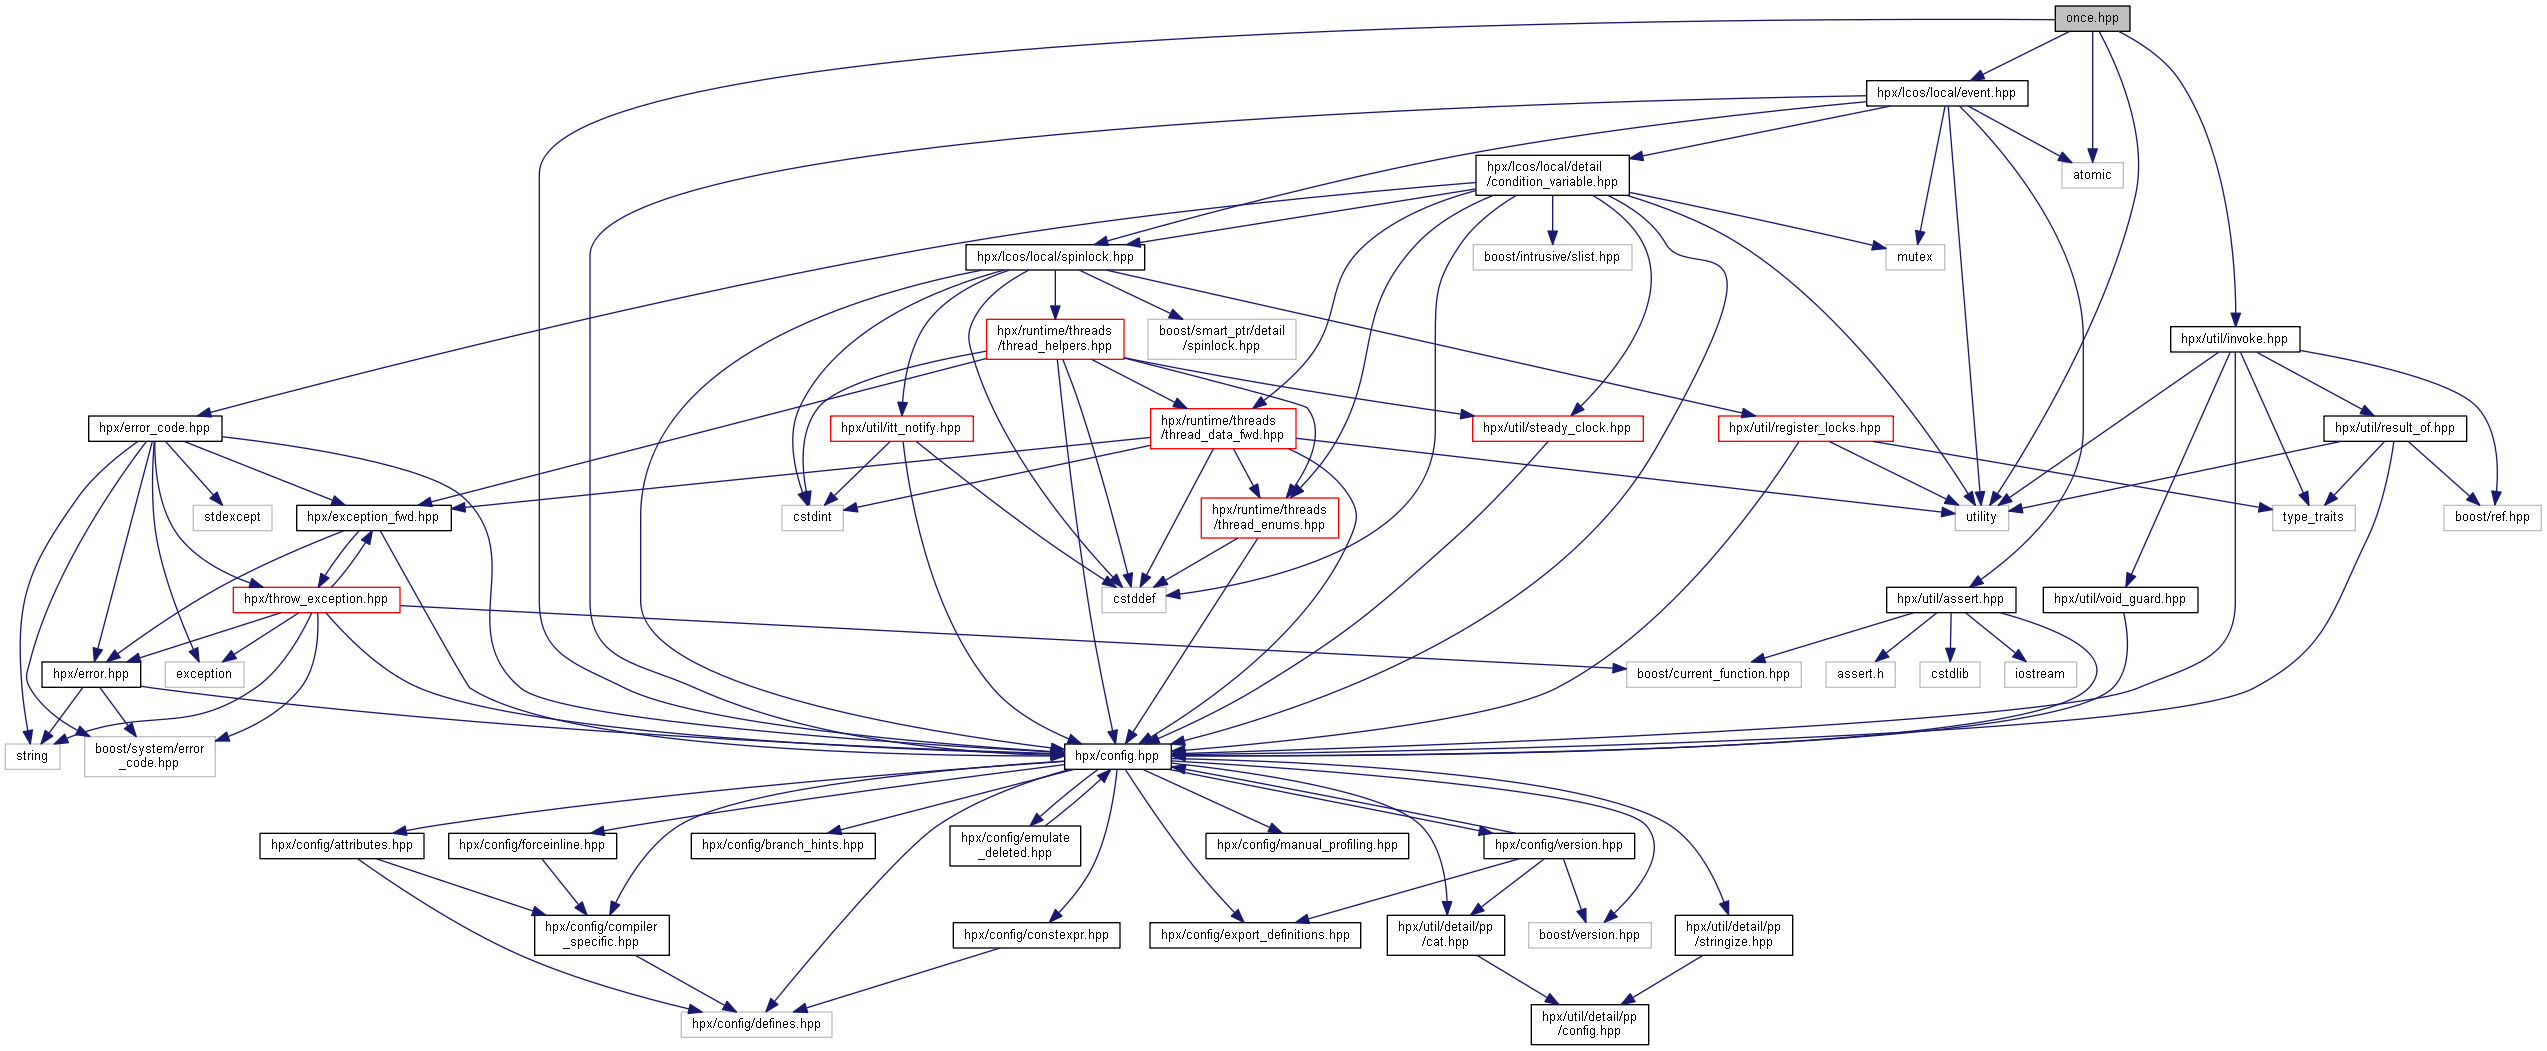 once.hpp
hpx/lcos/local/event.hpp
hpx/lcos/local/detail
/condition_variable.hpp
atomic
hpx/lcos/local/spinlock.hpp
boost/intrusive/slist.hpp
mutex
hpx/runtime/threads
/thread_helpers.hpp
boost/smart_ptr/detail
/spinlock.hpp
hpx/util/invoke.hpp
hpx/error_code.hpp
hpx/util/itt_notify.hpp
hpx/runtime/threads
/thread_data_fwd.hpp
hpx/util/steady_clock.hpp
hpx/util/register_locks.hpp
hpx/util/result_of.hpp
stdexcept
hpx/exception_fwd.hpp
cstdint
hpx/runtime/threads
/thread_enums.hpp
utility
type_traits
boost/ref.hpp
hpx/throw_exception.hpp
cstddef
hpx/util/assert.hpp
hpx/util/void_guard.hpp
hpx/error.hpp
exception
boost/current_function.hpp
assert.h
cstdlib
iostream
string
boost/system/error
_code.hpp
hpx/config.hpp
hpx/config/attributes.hpp
hpx/config/forceinline.hpp
hpx/config/branch_hints.hpp
hpx/config/emulate
_deleted.hpp
hpx/config/manual_profiling.hpp
hpx/config/version.hpp
hpx/config/compiler
_specific.hpp
hpx/config/constexpr.hpp
hpx/config/export_definitions.hpp
hpx/util/detail/pp
/cat.hpp
boost/version.hpp
hpx/util/detail/pp
/stringize.hpp
hpx/config/defines.hpp
hpx/util/detail/pp
/config.hpp